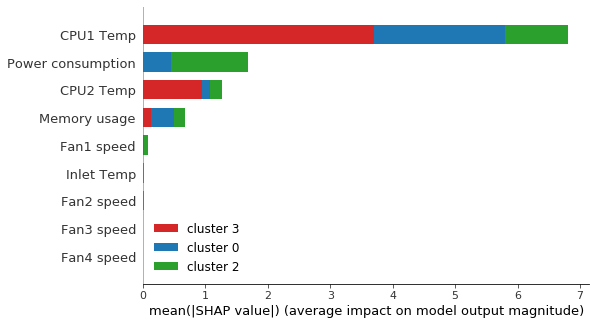 CPU1 Temp
Power consumption
CPU2 Temp
Memory usage
Fan1 speed
Inlet Temp
Fan2 speed
Fan3 speed
Fan4 speed
cluster 3
cluster 0
cluster 2
0 1 2 3 4 5 6 7
mean(|SHAP value|) (average impact on model output magnitude)